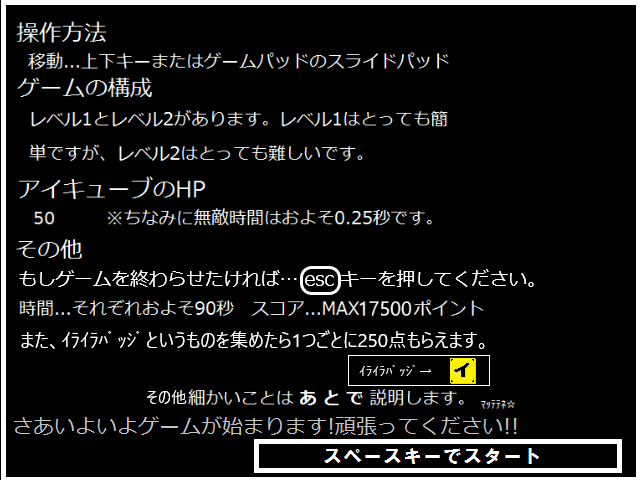 操作方法
移動…上下キーまたはゲームパッドのスライドパッド
ゲームの構成
レベル1とレベル2があります。レベル1はとっても簡
単ですが、レベル2はとっても難しいです。
アイキューブのHP
50 ※ちなみに無敵時間はおよそ0.25秒です。
その他
もしゲームを終わらせたければ…escキーを押してください。
時間…それぞれおよそ90秒 スコア…MAX17500ポイント
また、ｲﾗｲﾗﾊﾞｯｼﾞというものを集めたら1つごとに250点もらえます。
ｲﾗｲﾗﾊﾞｯｼﾞ→ イ
その他細かいことは あ と で 説明します。 ﾏｯﾃﾃﾈ☆
さあいよいよゲームが始まります!頑張ってください!!
スペースキーでスタート